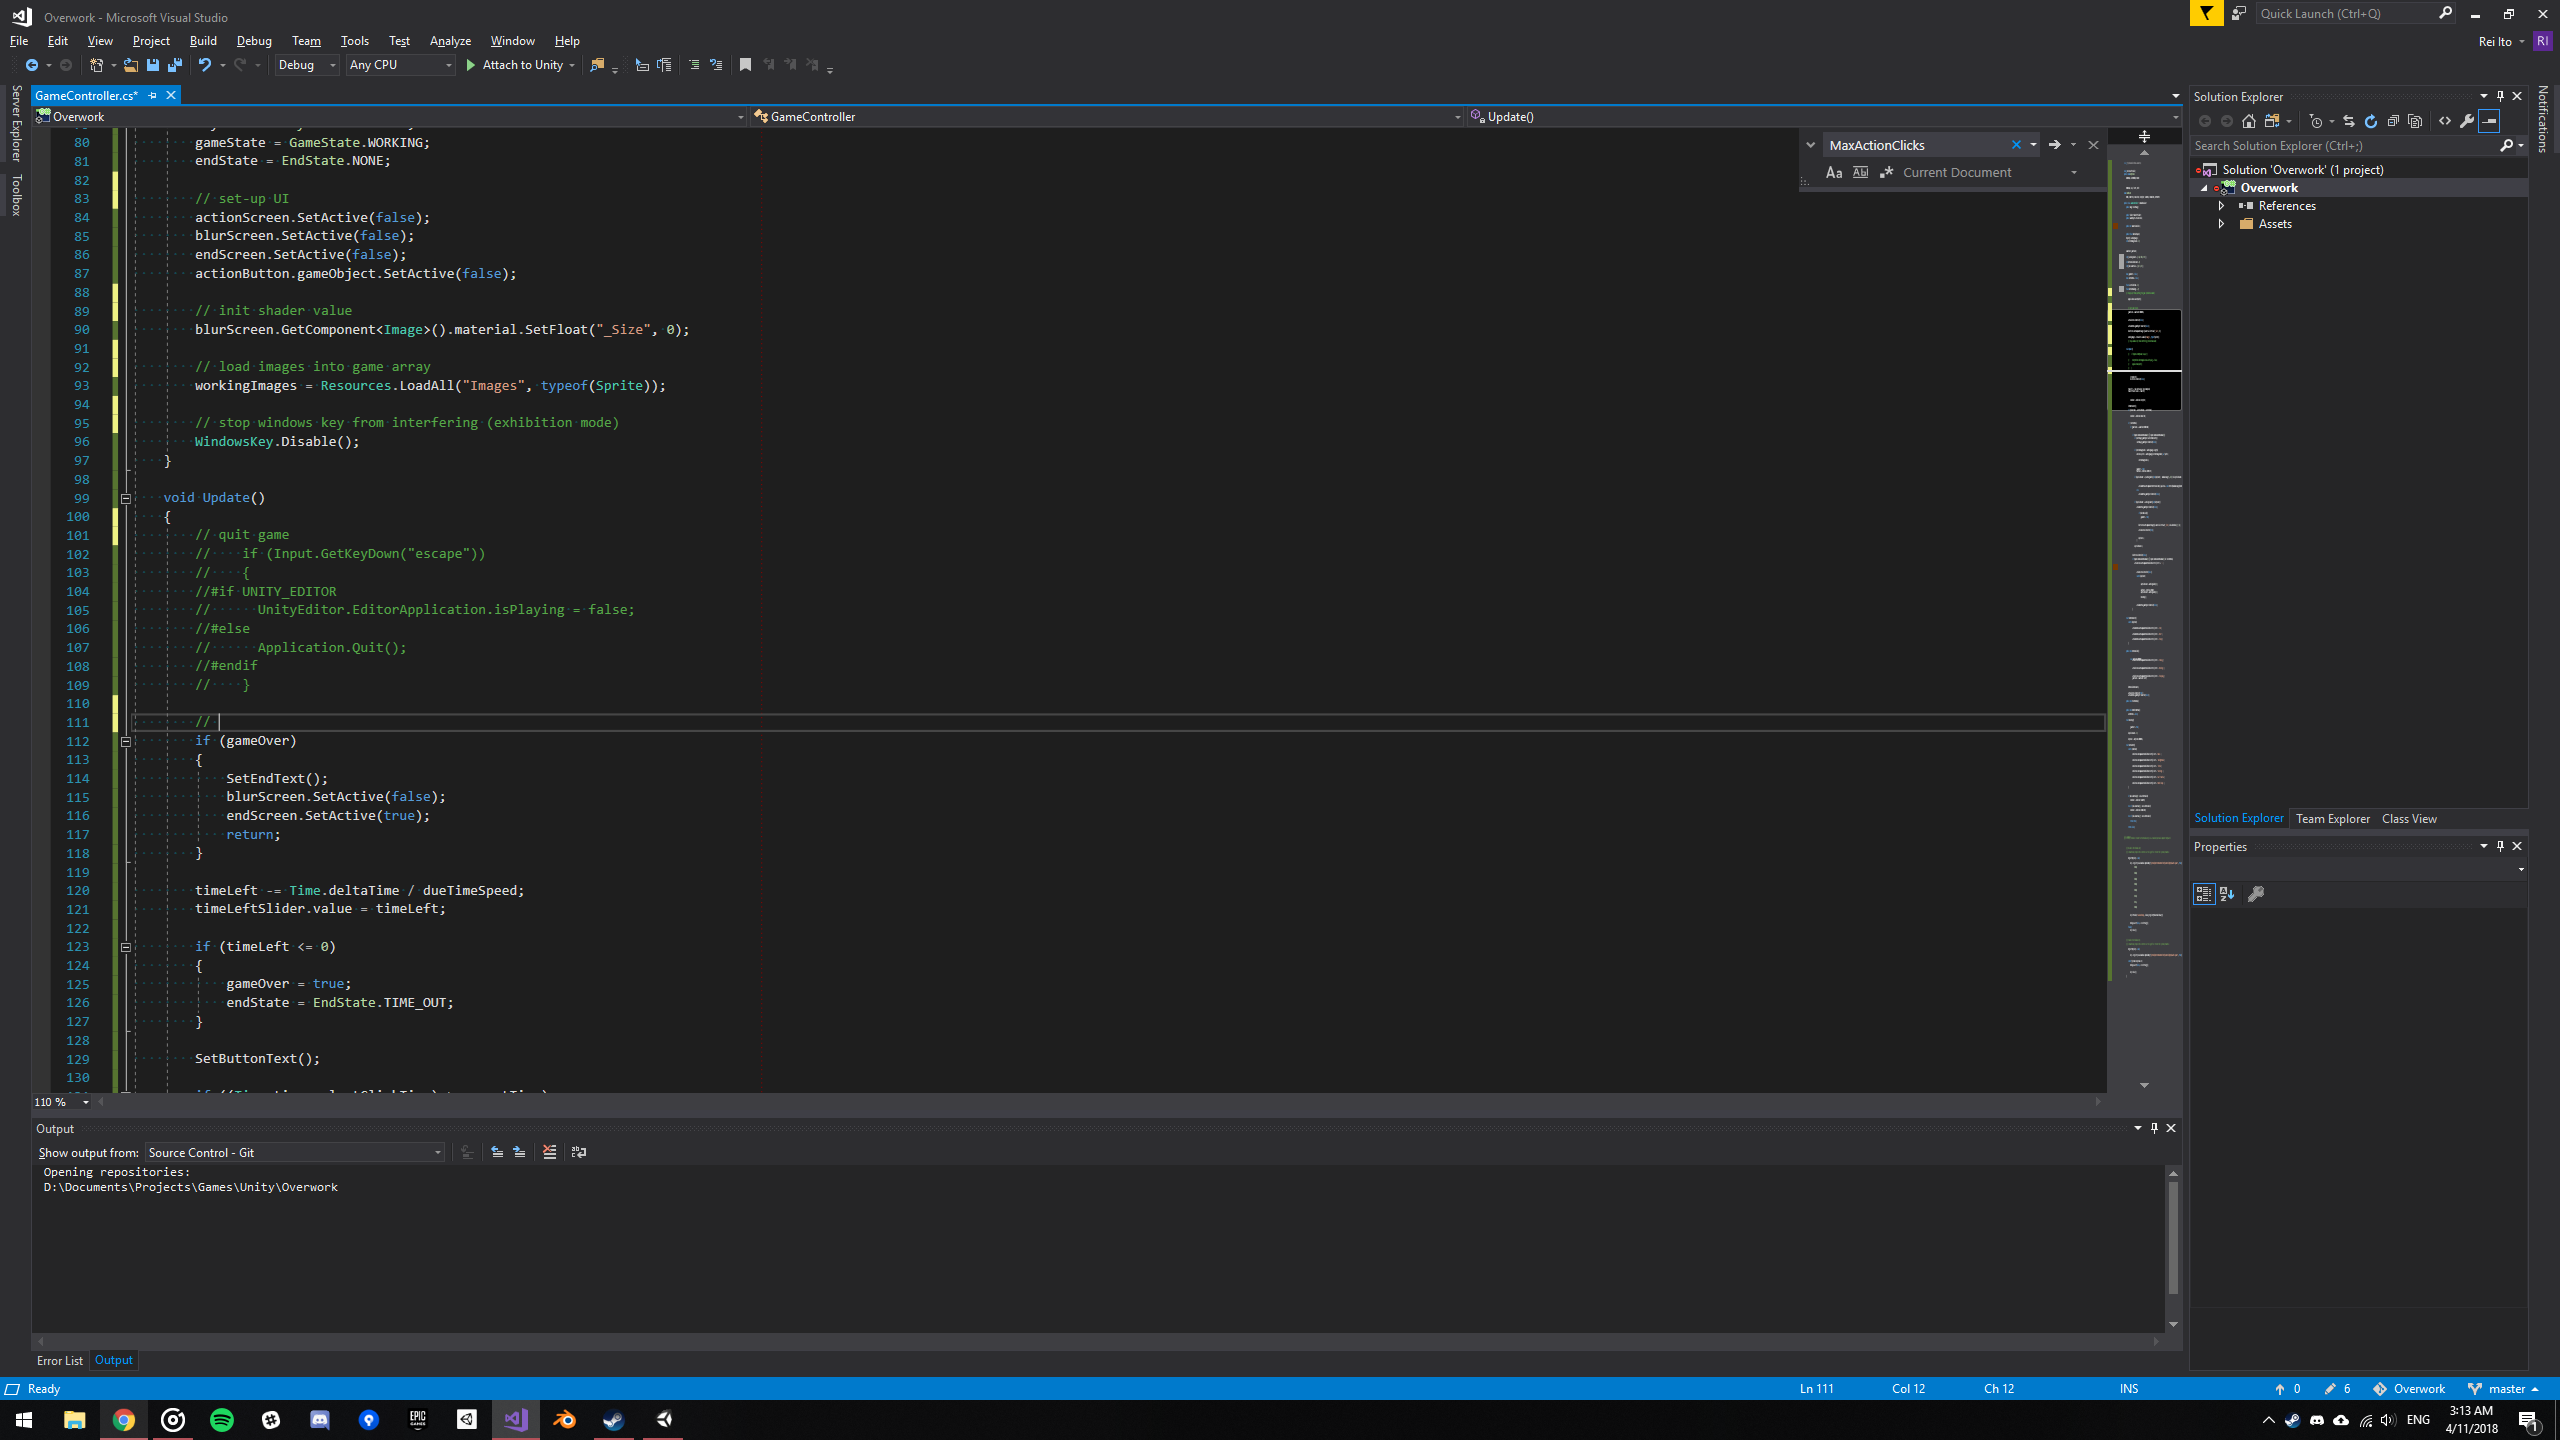 Overwork - Microsoft Visual Studio
Quick Launch (Ctrl+Q)
File Edit View Project Build Debug Team Tools Test Analyze Window Help
Rei Ito RI
Debug Any CPU Attach to Unity
Server Explorer
Toolbox
GameController.cs*
Overwork GameController Update()
MaxActionClicks
Aa Ab Current Document
80 gameState = GameState.WORKING;
81 endState = EndState.NONE;
82
83 // set-up UI
84 actionScreen.SetActive(false);
85 blurScreen.SetActive(false);
86 endScreen.SetActive(false);
87 actionButton.gameObject.SetActive(false);
88
89 // init shader value
90 blurScreen.GetComponent<Image>().material.SetFloat("_Size", 0);
91
92 // load images into game array
93 workingImages = Resources.LoadAll("Images", typeof(Sprite));
94
95 // stop windows key from interfering (exhibition mode)
96 WindowsKey.Disable();
97 }
98
99 void Update()
100 {
101 // quit game
102 // if (Input.GetKeyDown("escape"))
103 // {
104 //#if UNITY_EDITOR
105 // UnityEditor.EditorApplication.isPlaying = false;
106 //#else
107 // Application.Quit();
108 //#endif
109 // }
110
111 //
112 if (gameOver)
113 {
114 SetEndText();
115 blurScreen.SetActive(false);
116 endScreen.SetActive(true);
117 return;
118 }
119
120 timeLeft -= Time.deltaTime / dueTimeSpeed;
121 timeLeftSlider.value = timeLeft;
122
123 if (timeLeft <= 0)
124 {
125 gameOver = true;
126 endState = EndState.TIME_OUT;
127 }
128
129 SetButtonText();
130
110 %
Output
Show output from: Source Control - Git
Opening repositories:
D:\Documents\Projects\Games\Unity\Overwork
Error List Output
Solution Explorer
Search Solution Explorer (Ctrl+;)
Solution 'Overwork' (1 project)
Overwork
References
Assets
Solution Explorer Team Explorer Class View
Properties
Notifications
Ready
Ln 111 Col 12 Ch 12 INS
0 6 Overwork master
EPIC GAMES
ENG
3:13 AM
4/11/2018
1